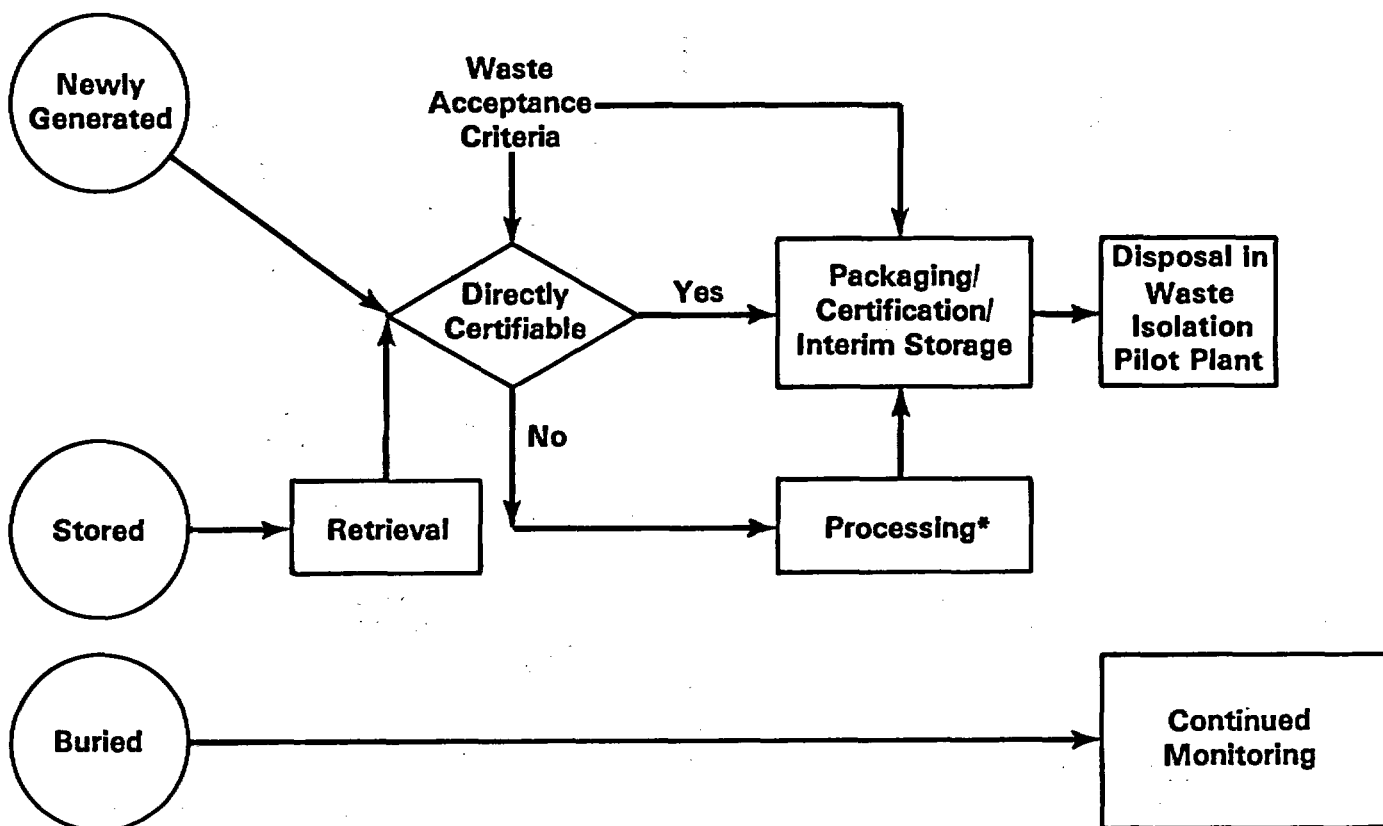 Newly
Generated
Waste
Acceptance
Criteria
Directly
Certifiable
Yes
Packaging/
Certification/
Interim Storage
Disposal in
Waste
Isolation
Pilot Plant
No
Stored
Retrieval
Processing*
Buried
Continued
Monitoring